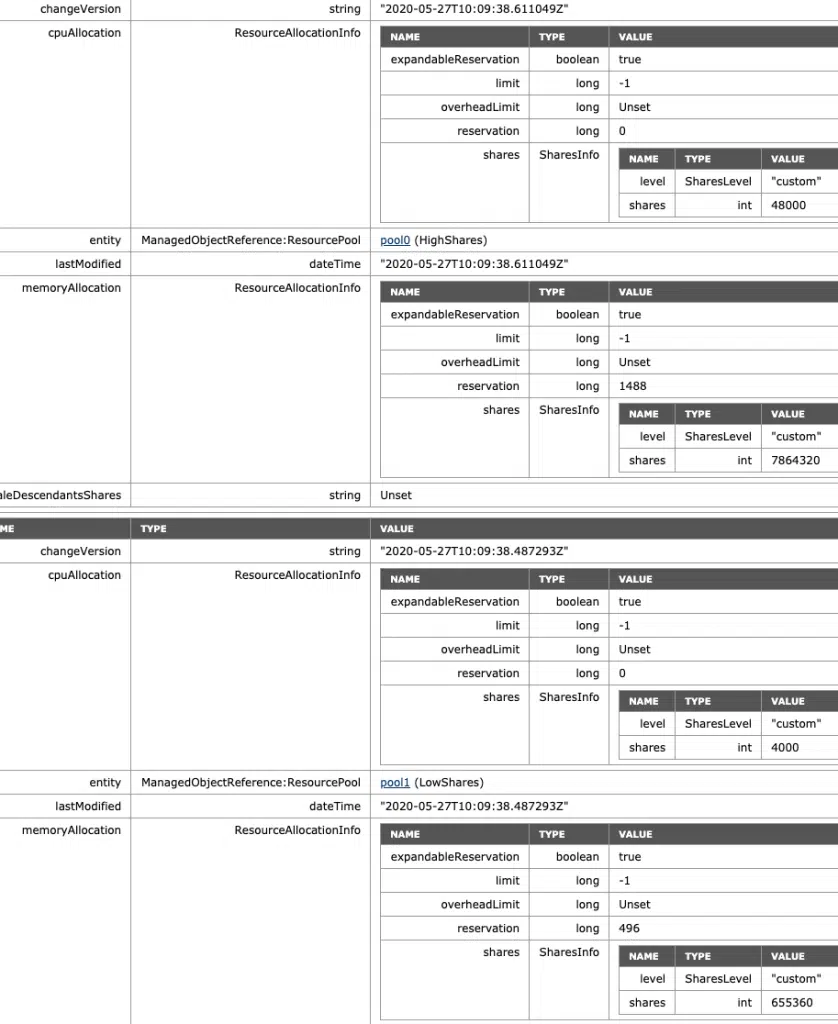 changeVersion string "2020-05-27T10:09:38.611049Z"
cpuAllocation ResourceAllocationInfo
NAME TYPE VALUE
expandableReservation boolean true
limit long -1
overheadLimit long Unset
reservation long 0
shares SharesInfo
NAME TYPE VALUE
level SharesLevel "custom"
shares int 48000
entity ManagedObjectReference:ResourcePool pool0 (HighShares)
lastModified dateTime "2020-05-27T10:09:38.611049Z"
memoryAllocation ResourceAllocationInfo
NAME TYPE VALUE
expandableReservation boolean true
limit long -1
overheadLimit long Unset
reservation long 1488
shares SharesInfo
NAME TYPE VALUE
level SharesLevel "custom"
shares int 7864320
aleDescendantsShares string Unset
ME TYPE VALUE
changeVersion string "2020-05-27T10:09:38.487293Z"
cpuAllocation ResourceAllocationInfo
NAME TYPE VALUE
expandableReservation boolean true
limit long -1
overheadLimit long Unset
reservation long 0
shares SharesInfo
NAME TYPE VALUE
level SharesLevel "custom"
shares int 4000
entity ManagedObjectReference:ResourcePool pool1 (LowShares)
lastModified dateTime "2020-05-27T10:09:38.487293Z"
memoryAllocation ResourceAllocationInfo
NAME TYPE VALUE
expandableReservation boolean true
limit long -1
overheadLimit long Unset
reservation long 496
shares SharesInfo
NAME TYPE VALUE
level SharesLevel "custom"
shares int 655360